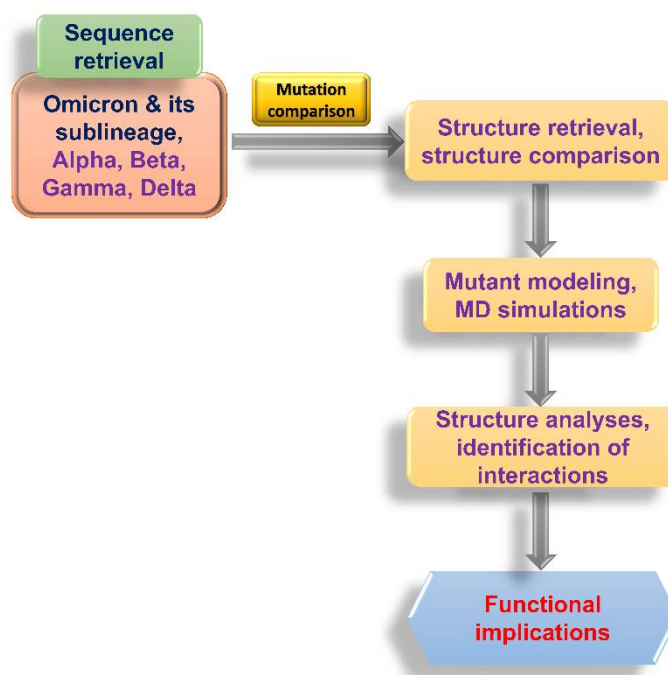 Sequence
retrieval
Omicron & its
sublineage,
Alpha, Beta,
Gamma, Delta
Mutation
comparison
Structure retrieval,
structure comparison
Mutant modeling,
MD simulations
Structure analyses,
identification of
interactions
Functional
implications